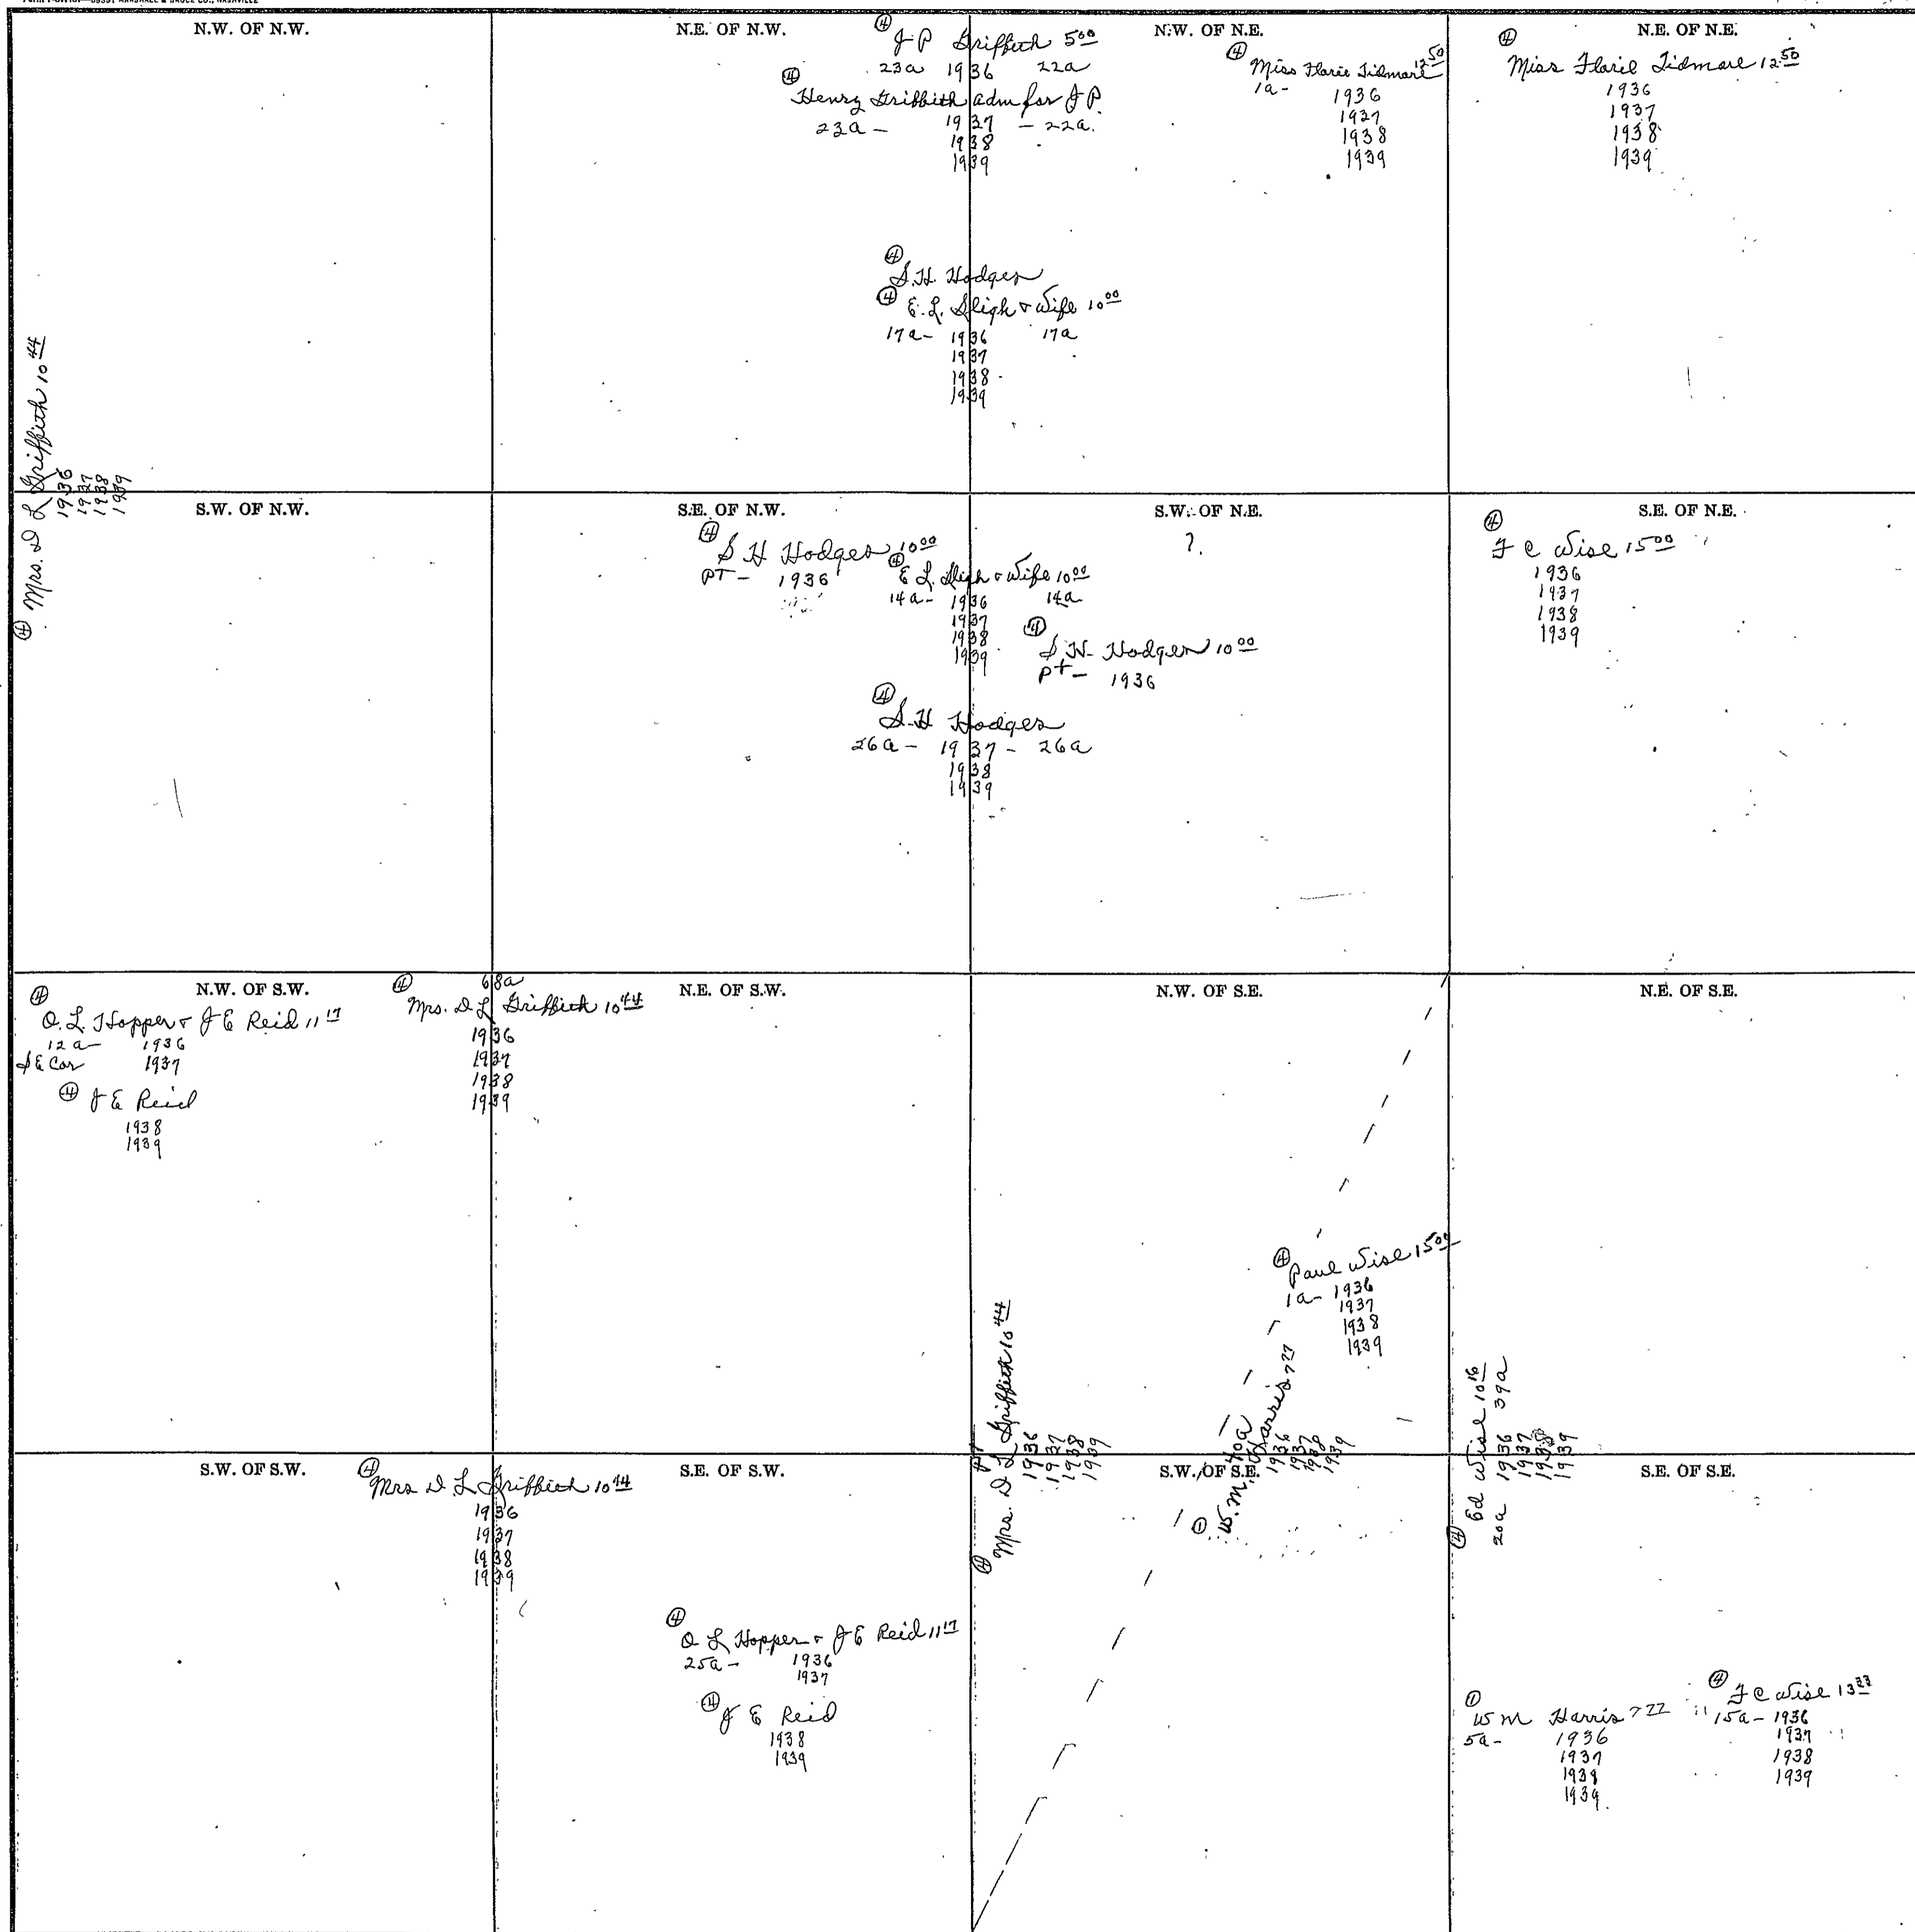 N.W. OF N.W.
④ Mrs. D L Griffith 10 44
1936
1937
1938
1939
N.E. OF N.W.
④ J P Griffith 5 00
23a 1936 22a
④ Henry Griffith adm for J P.
23a - 1937 - 22a.
1938
1939
④ S. H. Hodges
④ E. L. Sligh & Wife 10 00
17a - 1936 17a
1937
1938
1939
N.W. OF N.E.
④ Miss Florie Tidmore 12 50
1a - 1936
1937
1938
1939
N.E. OF N.E.
④ Miss Florie Tidmore 12 50
1936
1937
1938
1939
S.W. OF N.W.
S.E. OF N.W.
④ S H Hodges 10 00
PT - 1936
④ E L. Sligh & Wife 10 00
14a - 1936 14a
1937
1938
1939
S.W. OF N.E.
?.
④ S. H. Hodges 10 00
pt - 1936
④ S. H Hodges
26a - 1937 - 26a
1938
1939
S.E. OF N.E.
④ F C Wise 15 00
1936
1937
1938
1939
N.W. OF S.W.
④ O. L. Hopper & J E Reid 11 17
12a - 1936
S E Cor 1937
④ J E Reid
1938
1939
④ 68a
Mrs. D L Griffith 10 44
1936
1937
1938
1939
N.E. OF S.W.
N.W. OF S.E.
④ Paul Wise 15 00
1a - 1936
1937
1938
1939
pt
④ Mrs. D L Griffith 10 44
1936
1937
1938
1939
40a
① W. M. Harris 7 77
1936
1937
1938
1939
N.E. OF S.E.
④ Ed Wise 10 16
20a 1936 39a
1937
1938
1939
S.W. OF S.W.
④ Mrs D L Griffith 10 44
1936
1937
1938
1939
S.E. OF S.W.
④ O L Hopper & J E Reid 11 17
25a - 1936
1937
④ J E Reid
1938
1939
S.W. OF S.E.
S.E. OF S.E.
① W M Harris 7 77
5a - 1936
1937
1938
1939
④ F C Wise 13 33
15a - 1936
1937
1938
1939